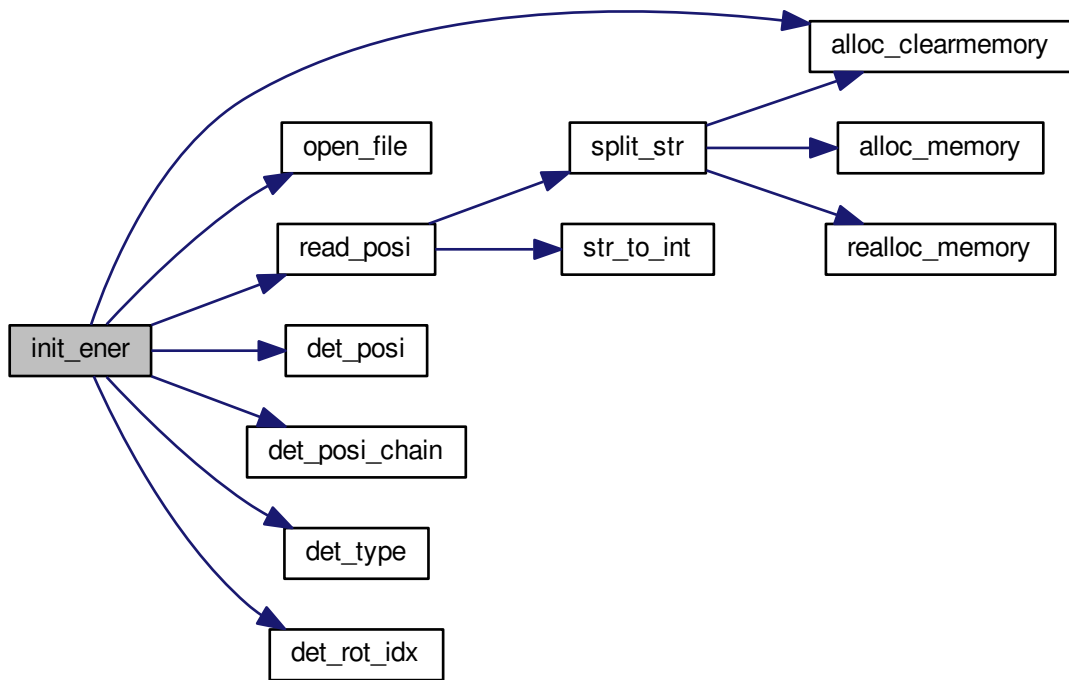 alloc_clearmemory
open_file
split_str
alloc_memory
read_posi
str_to_int
realloc_memory
init_ener
det_posi
det_posi_chain
det_type
det_rot_idx